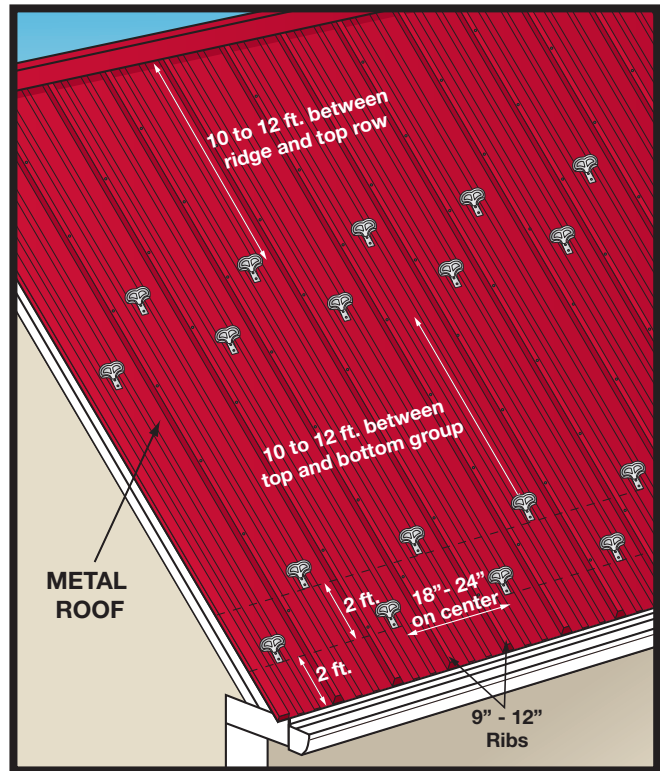 10 to 12 ft. between
ridge and top row
10 to 12 ft. between
top and bottom group
METAL
ROOF
2 ft.
18”- 24”
on center
2 ft.
9” - 12”
Ribs